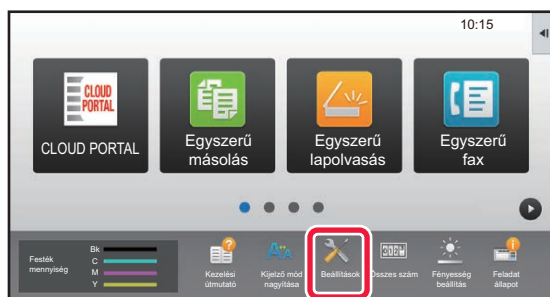 10:15
CLOUD
PORTAL
CLOUD PORTAL
Egyszerű
másolás
Egyszerű
lapolvasás
Egyszerű
fax
Festék
mennyiség
Bk
C
M
Y
Kezelési
útmutató
Kijelző mód
nagyítása
Beállítások
Összes szám
Fényesség
beállítás
Feladat
állapot